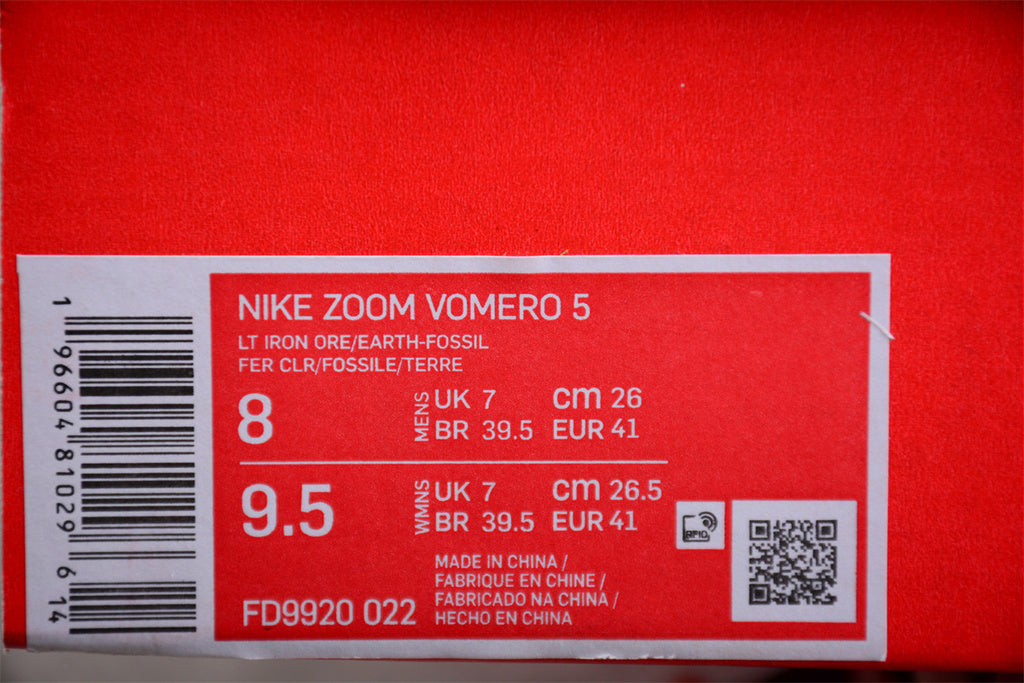 1 96604 81029 6 14
NIKE ZOOM VOMERO 5
LT IRON ORE/EARTH-FOSSIL
FER CLR/FOSSILE/TERRE
8
MENS
UK 7 cm 26
BR 39.5 EUR 41
9.5
WMNS
UK 7 cm 26.5
BR 39.5 EUR 41
RFID
MADE IN CHINA /
FABRIQUE EN CHINE /
FABRICADO NA CHINA /
HECHO EN CHINA
FD9920 022